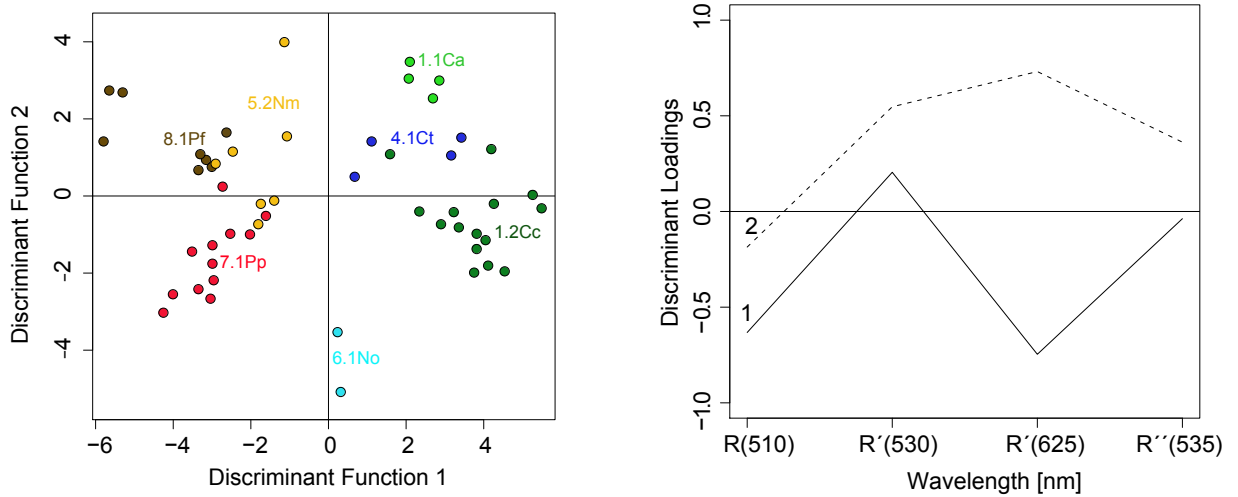 4
2
0
−2
−4
−6
−4
−2
0
2
4
Discriminant Function 2
Discriminant Function 1
1.1Ca
5.2Nm
4.1Ct
8.1Pf
1.2Cc
7.1Pp
6.1No
1.0
0.5
0.0
−0.5
−1.0
Discriminant Loadings
2
1
R(510)
R´(530)
R´(625)
R´´(535)
Wavelength [nm]